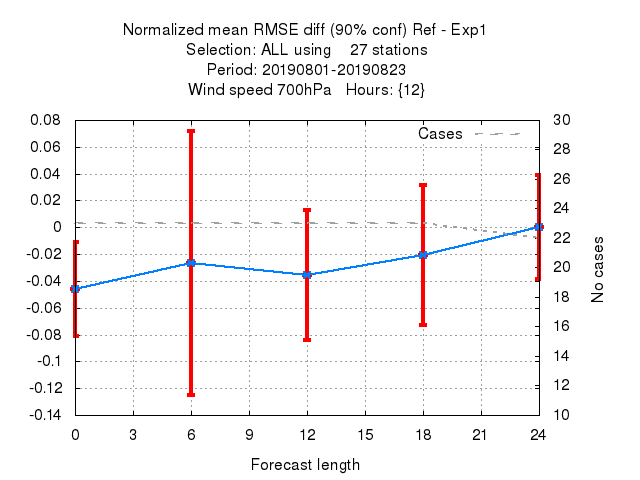 Normalized mean RMSE diff (90% conf) Ref - Exp1
Selection: ALL using    27 stations
Period: 20190801-20190823
Wind speed 700hPa   Hours: {12}
Cases
0.08
0.06
0.04
0.02
0
-0.02
-0.04
-0.06
-0.08
-0.1
-0.12
-0.14
30
28
26
24
22
20
18
16
14
12
10
No cases
0 3 6 9 12 15 18 21 24
Forecast length